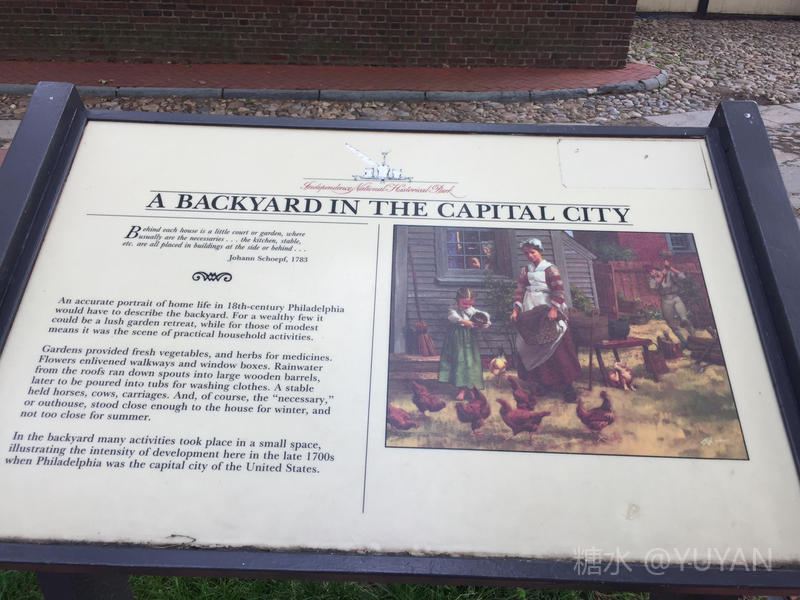 Independence National Historical Park
A BACKYARD IN THE CAPITAL CITY
Behind each house is a little court or garden, where
usually are the necessaries . . . the kitchen, stable,
etc. are all placed in buildings at the side or behind . . .
Johann Schoepf, 1783
An accurate portrait of home life in 18th-century Philadelphia
would have to describe the backyard. For a wealthy few it
could be a lush garden retreat, while for those of modest
means it was the scene of practical household activities.
Gardens provided fresh vegetables, and herbs for medicines.
Flowers enlivened walkways and window boxes. Rainwater
from the roofs ran down spouts into large wooden barrels,
later to be poured into tubs for washing clothes. A stable
held horses, cows, carriages. And, of course, the "necessary,"
or outhouse, stood close enough to the house for winter, and
not too close for summer.
In the backyard many activities took place in a small space,
illustrating the intensity of development here in the late 1700s
when Philadelphia was the capital city of the United States.
糖水 @YUYAN